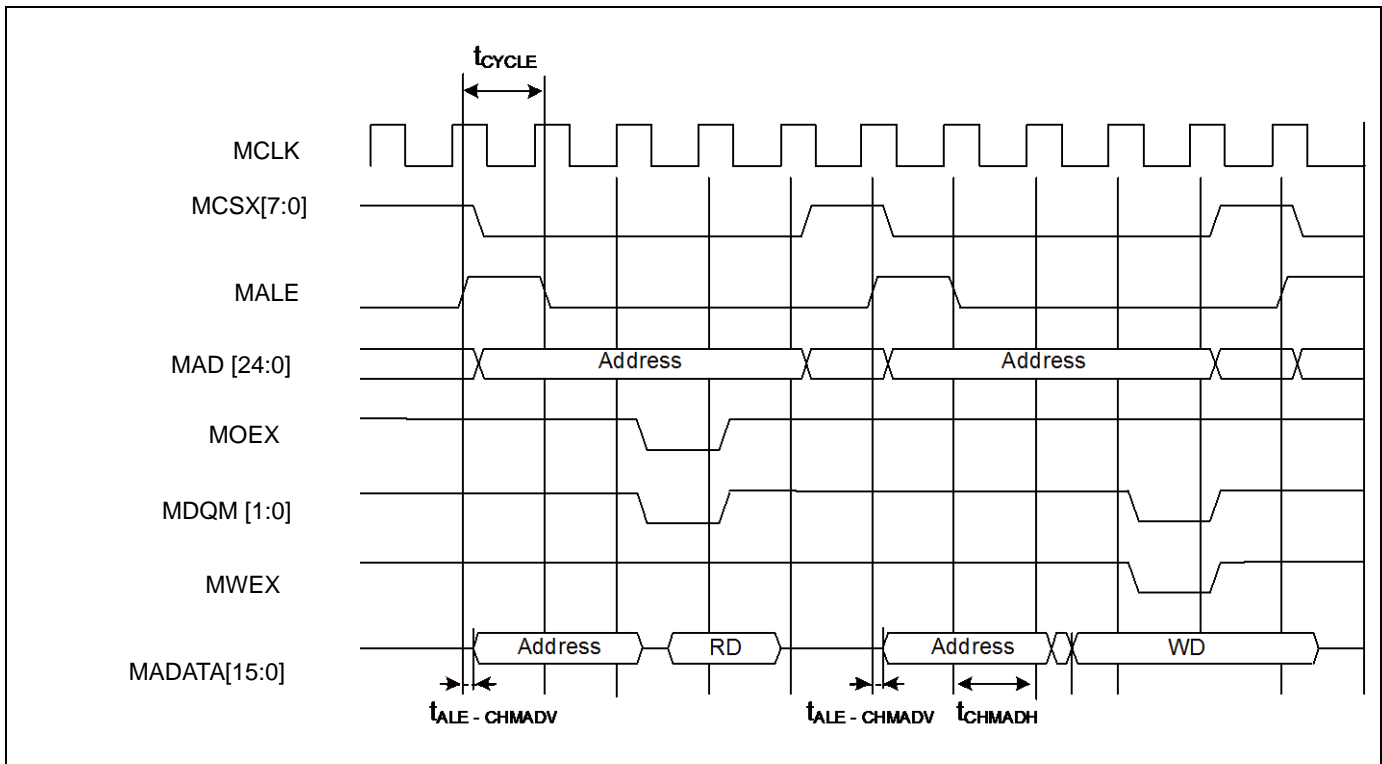 tCYCLE
MCLK
MCSX[7:0]
MALE
MAD [24:0]
Address
Address
MOEX
MDQM [1:0]
MWEX
MADATA[15:0]
Address
RD
Address
WD
tALE - CHMADV
tALE - CHMADV
tCHMADH